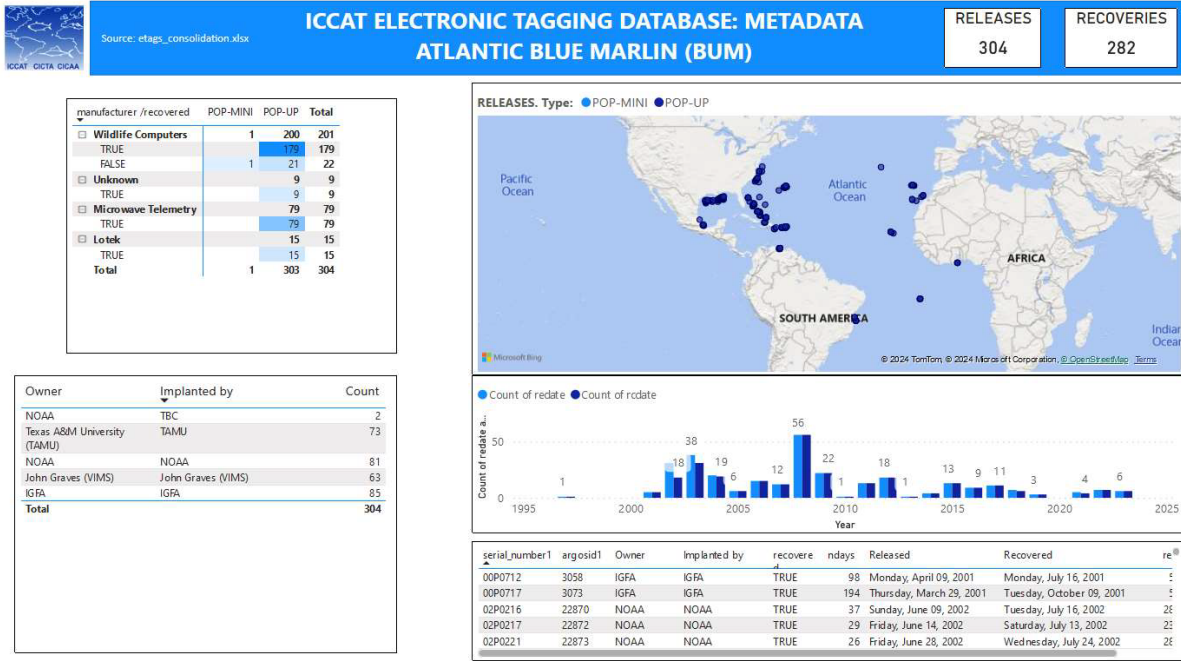 ICCAT CICTA CICAA
Source: etags_consolidation.xlsx
ICCAT ELECTRONIC TAGGING DATABASE: METADATA
ATLANTIC BLUE MARLIN (BUM)
RELEASES
304
RECOVERIES
282
manufacturer /recovered POP-MINI POP-UP Total
Wildlife Computers 1 200 201
TRUE 179 179
FALSE 1 21 22
Unknown 9 9
TRUE 9 9
Microwave Telemetry 79 79
TRUE 79 79
Lotek 15 15
TRUE 15 15
Total 1 303 304
Owner Implanted by Count
NOAA TBC 2
Texas A&M University TAMU 73
(TAMU)
NOAA NOAA 81
John Graves (VIMS) John Graves (VIMS) 63
IGFA IGFA 85
Total 304
RELEASES. Type: POP-MINI POP-UP
Pacific
Ocean
Atlantic
Ocean
AFRICA
SOUTH AMERICA
Indian
Ocean
Microsoft Bing
© 2024 TomTom, © 2024 Microsoft Corporation, © OpenStreetMap Terms
Count of redate Count of rcdate
Count of redate a...
50
0
1 18 38 19 6 12 56 22 1 18 1 13 9 11 3 4 6
1995 2000 2005 2010 2015 2020 2025
Year
serial_number1 argosid1 Owner Implanted by recovere ndays Released Recovered re
d
00P0712 3058 IGFA IGFA TRUE 98 Monday, April 09, 2001 Monday, July 16, 2001
00P0717 3073 IGFA IGFA TRUE 194 Thursday, March 29, 2001 Tuesday, October 09, 2001
02P0216 22870 NOAA NOAA TRUE 37 Sunday, June 09, 2002 Tuesday, July 16, 2002 28
02P0217 22872 NOAA NOAA TRUE 29 Friday, June 14, 2002 Saturday, July 13, 2002 23
02P0221 22873 NOAA NOAA TRUE 26 Friday, June 28, 2002 Wednesday, July 24, 2002 28